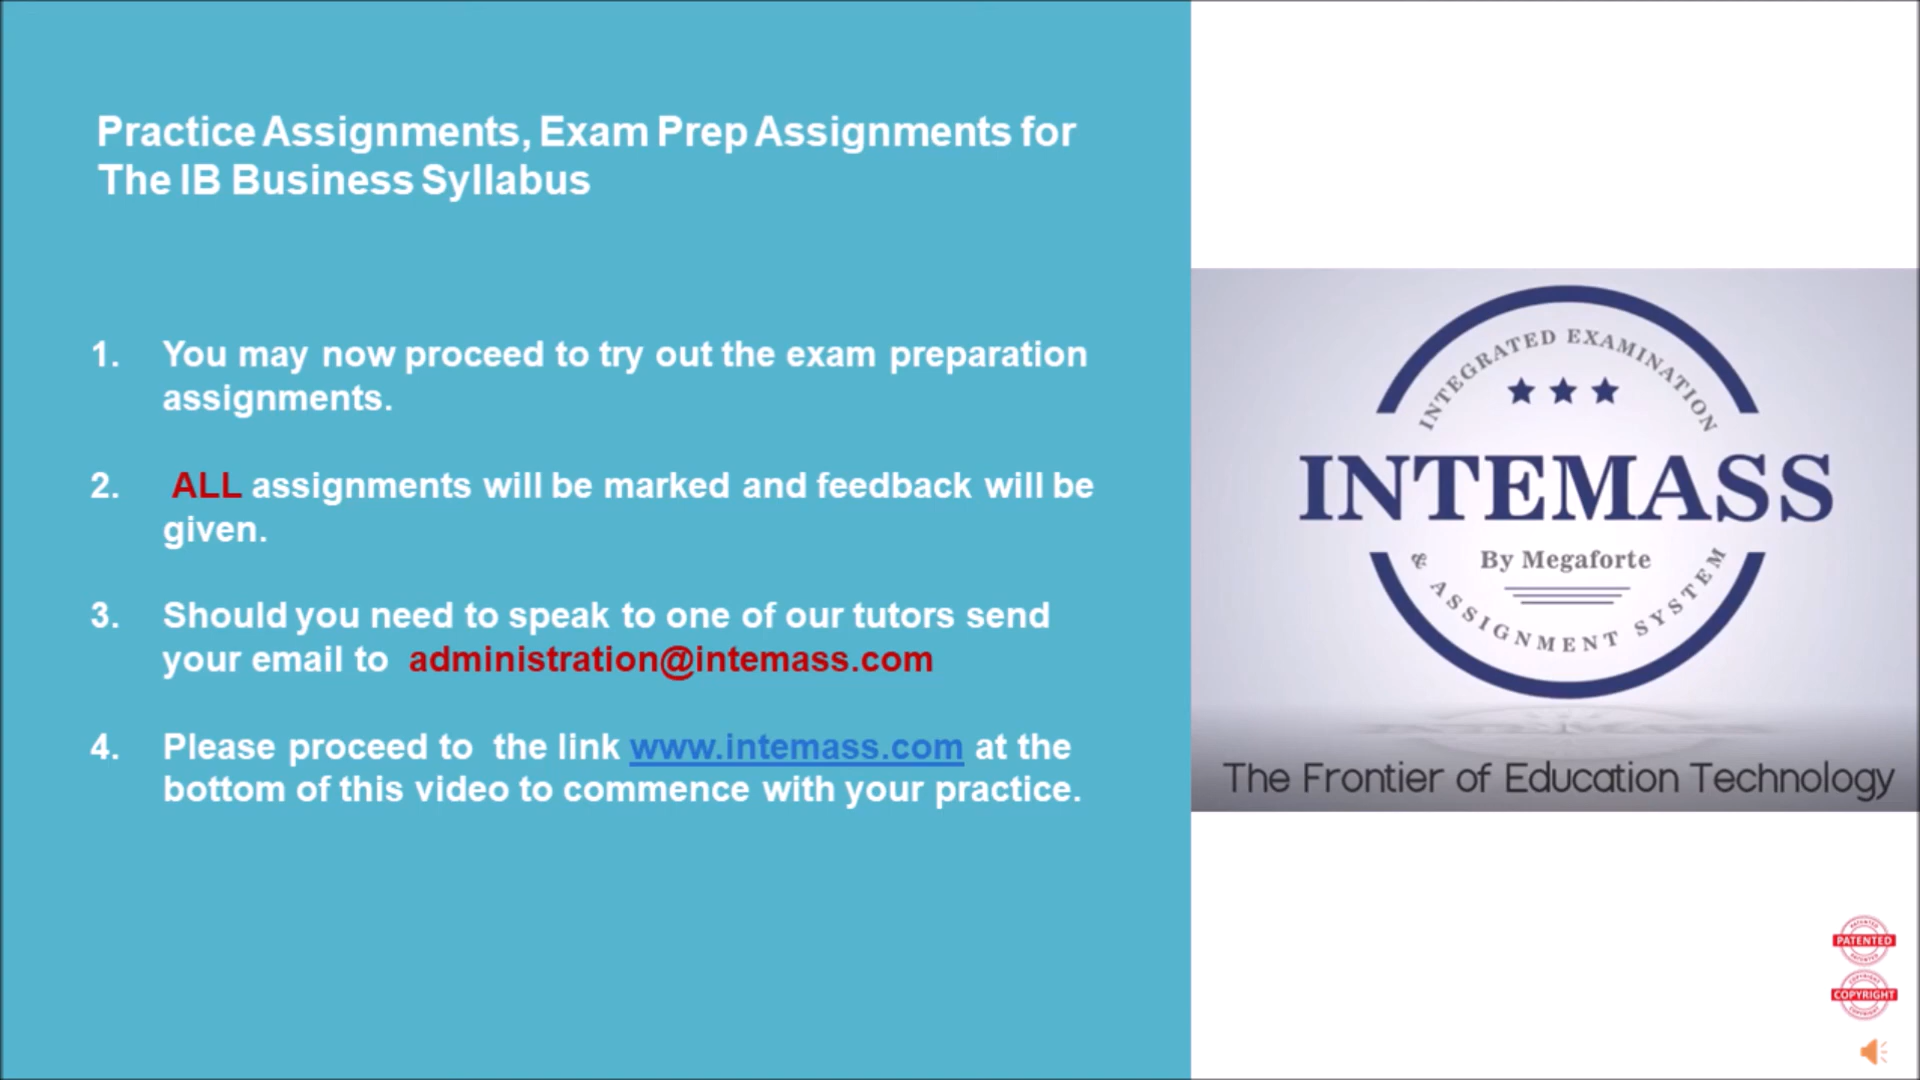 Practice Assignments, Exam Prep Assignments for
The IB Business Syllabus
1. You may now proceed to try out the exam preparation
assignments.
2. ALL assignments will be marked and feedback will be
given.
3. Should you need to speak to one of our tutors send
your email to administration@intemass.com
4. Please proceed to the link www.intemass.com at the
bottom of this video to commence with your practice.
INTEGRATED EXAMINATION
INTEMASS
By Megaforte
& ASSIGNMENT SYSTEM
The Frontier of Education Technology
PATENTED
PATENTED
PATENTED
COPYRIGHT
COPYRIGHT
COPYRIGHT